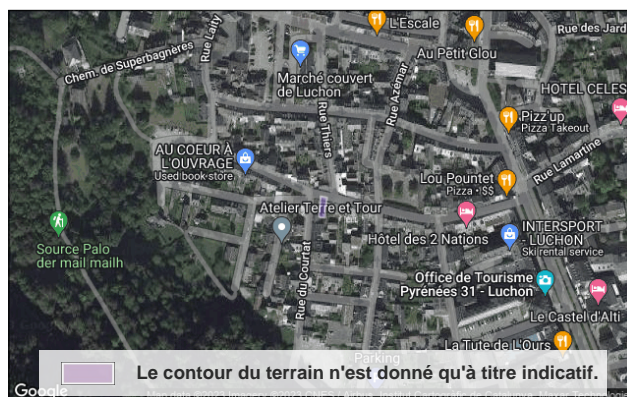 L'Escale
Rue des Jard
Au Petit Glou
Rue Lally
Chem. de Superbagnères
Marché couvert
de Luchon
Rue Azémar
HOTEL CELES
Rue Thiers
Pizz'up
Pizza Takeout
AU COEUR À
L'OUVRAGE
Used book store
Rue Lamartine
Lou Pountet
Pizza • $$
Atelier Terre et Tour
INTERSPORT
- LUCHON
Ski rental service
Hôtel des 2 Nations
Source Palo
der mail mailh
Rue du Courtat
Office de Tourisme
Pyrénées 31 - Luchon
Le Castel d'Alti
La Tute de L'Ours
Parking
Le contour du terrain n'est donné qu'à titre indicatif.
Google